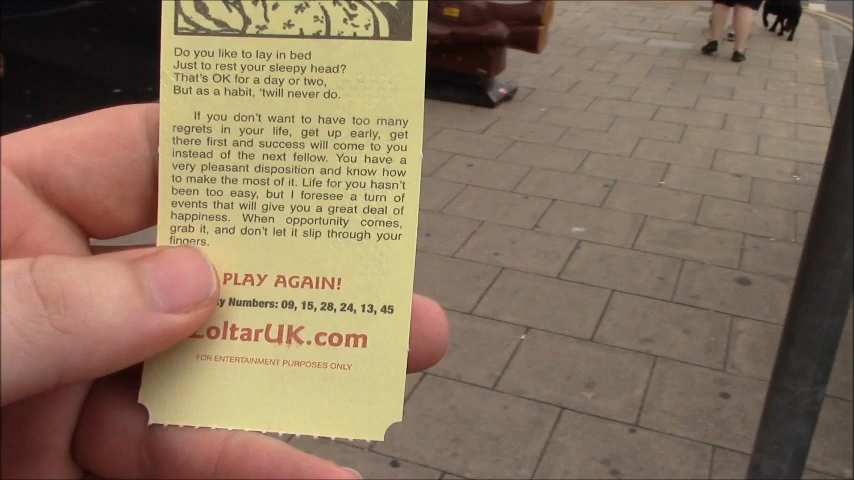 Do you like to lay in bed
Just to rest your sleepy head?
That's OK for a day or two,
But as a habit, 'twill never do.
If you don't want to have too many
regrets in your life, get up early, get
there first and success will come to you
instead of the next fellow. You have a
very pleasant disposition and know how
to make the most of it. Life for you hasn't
been too easy, but I foresee a turn of
events that will give you a great deal of
happiness. When opportunity comes,
grab it, and don't let it slip through your
fingers.
PLAY AGAIN!
Numbers: 09, 15, 28, 24, 13, 45
ZoltarUK.com
FOR ENTERTAINMENT PURPOSES ONLY